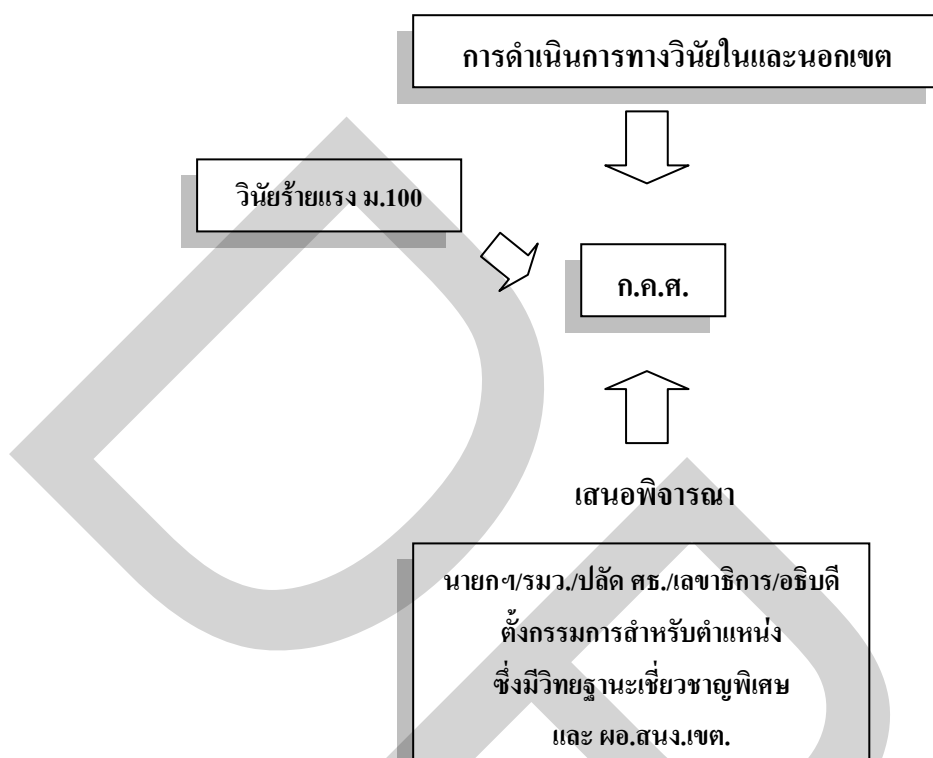 การดำเนินการทางวินัยในและนอกเขต
วินัยร้ายแรง ม.100
ก.ค.ศ.
เสนอพิจารณา
นายกฯ/รมว./ปลัด ศธ./เลขาธิการ/อธิบดี
ตั้งกรรมการสำหรับตำแหน่ง
ซึ่งมีวิทยฐานะเชี่ยวชาญพิเศษ
และ ผอ.สนง.เขต.